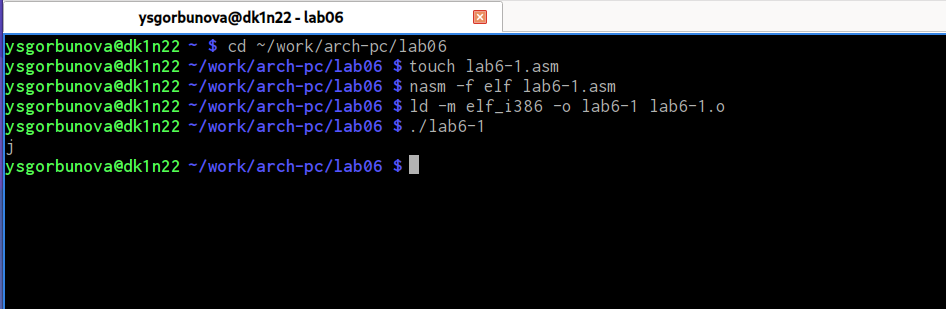 ysgorbunova@dk1n22 - lab06
ysgorbunova@dk1n22 ~ $ cd ~/work/arch-pc/lab06
ysgorbunova@dk1n22 ~/work/arch-pc/lab06 $ touch lab6-1.asm
ysgorbunova@dk1n22 ~/work/arch-pc/lab06 $ nasm -f elf lab6-1.asm
ysgorbunova@dk1n22 ~/work/arch-pc/lab06 $ ld -m elf_i386 -o lab6-1 lab6-1.o
ysgorbunova@dk1n22 ~/work/arch-pc/lab06 $ ./lab6-1
j
ysgorbunova@dk1n22 ~/work/arch-pc/lab06 $